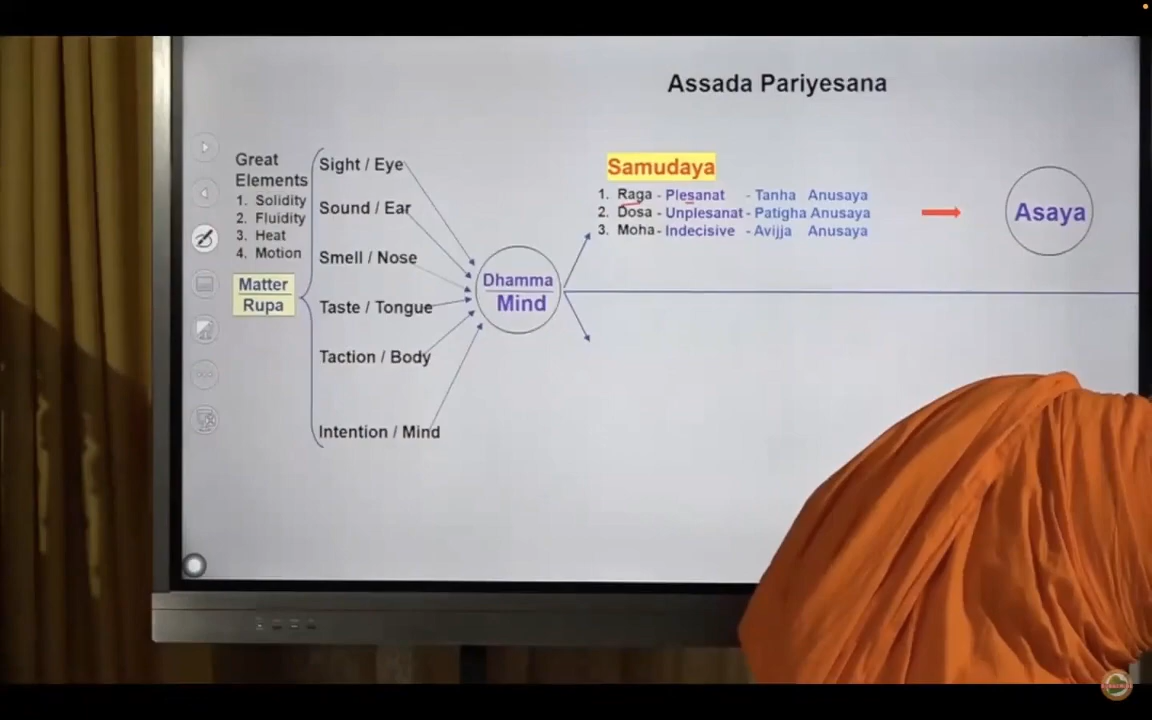 Assada Pariyesana
Great
Elements
1. Solidity
2. Fluidity
3. Heat
4. Motion
Matter
Rupa
Sight / Eye
Sound / Ear
Smell / Nose
Taste / Tongue
Taction / Body
Intention / Mind
Dhamma
Mind
Samudaya
1. Raga - Plesanat - Tanha Anusaya
2. Dosa - Unplesanat - Patigha Anusaya
3. Moha - Indecisive - Avijja Anusaya
Asaya